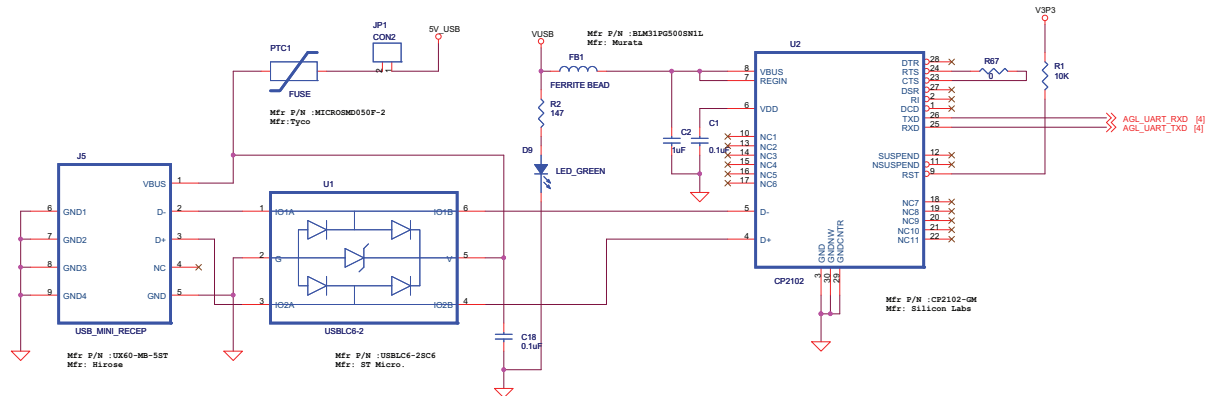 JP1
CON2
5V_USB
PTC1
2
1
FUSE
Mfr P/N :MICROSMD050F-2
Mfr:Tyco
VUSB
Mfr P/N :BLM31PG500SN1L
Mfr: Murata
FB1
FERRITE BEAD
R2
147
D9
LED_GREEN
C2
1uF
C1
0.1uF
V3P3
R1
10K
R67
0
AGL_UART_RXD [4]
AGL_UART_TXD [4]
U2
8 VBUS
7 REGIN
6 VDD
10 NC1
13 NC2
14 NC3
15 NC4
16 NC5
17 NC6
5 D-
4 D+
DTR 28
RTS 24
CTS 23
DSR 27
RI 2
DCD 1
TXD 26
RXD 25
SUSPEND 12
NSUSPEND 11
RST 9
NC7 18
NC8 19
NC9 20
NC10 21
NC11 22
GND 3
GNDNW 30
GNDCNTR 29
CP2102
Mfr P/N :CP2102-GM
Mfr: Silicon Labs
J5
VBUS 1
D- 2
D+ 3
NC 4
GND 5
6 GND1
7 GND2
8 GND3
9 GND4
USB_MINI_RECEP
Mfr P/N :UX60-MB-5ST
Mfr: Hirose
U1
1 IO1A
IO1B 6
2 G
V 5
3 IO2A
IO2B 4
USBLC6-2
Mfr P/N :USBLC6-2SC6
Mfr: ST Micro.
C18
0.1uF